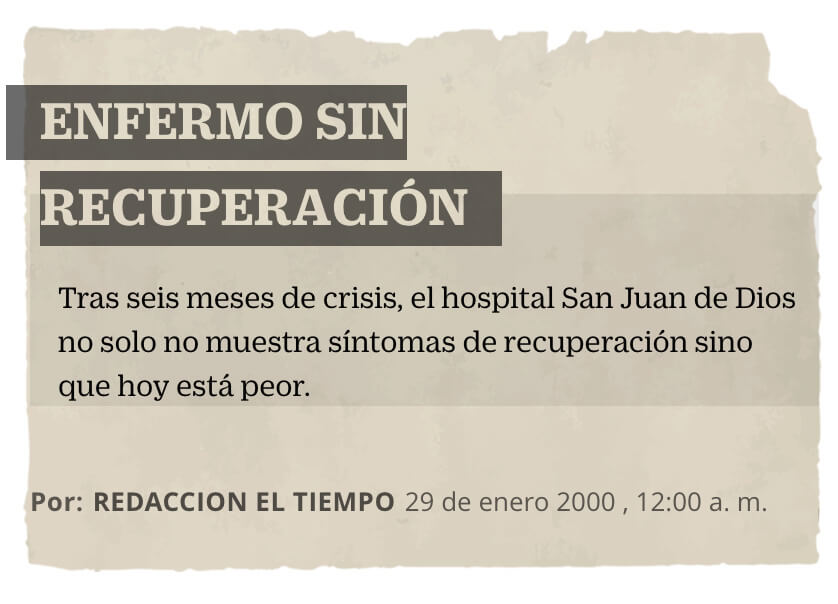 ENFERMO SIN
RECUPERACIÓN
Tras seis meses de crisis, el hospital San Juan de Dios
no solo no muestra síntomas de recuperación sino
que hoy está peor.
Por: REDACCION EL TIEMPO 29 de enero 2000 , 12:00 a. m.